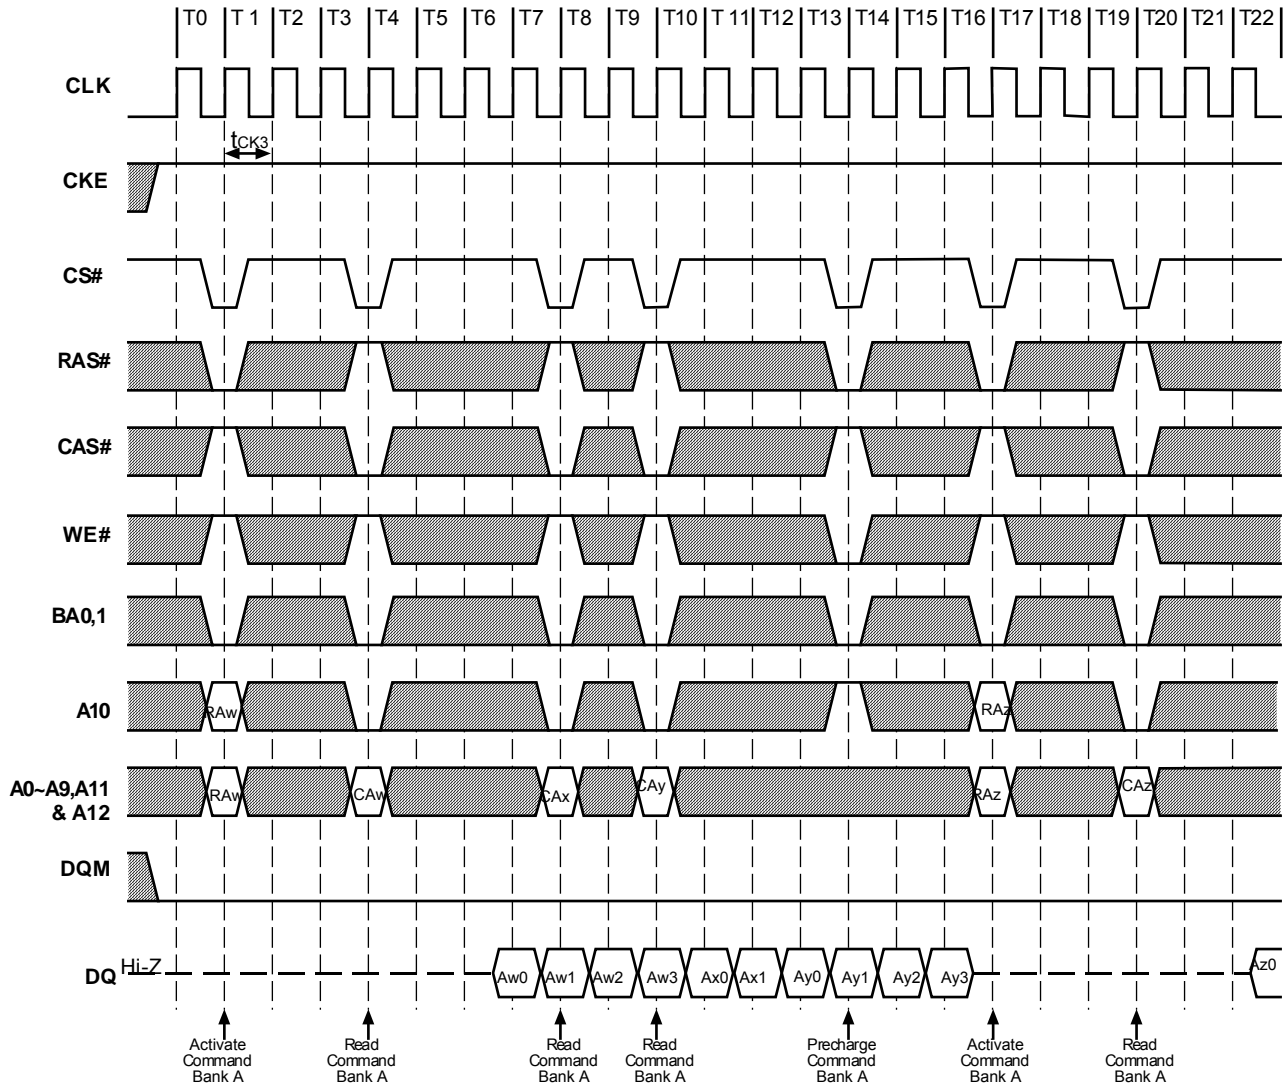 T0 T 1 T2 T3 T4 T5 T6 T7 T8 T9 T10 T 11 T12 T13 T14 T15 T16 T17 T18 T19 T20 T21 T22
CLK
tCK3
CKE
CS#
RAS#
CAS#
WE#
BA0,1
A10
RAw RAz
A0~A9,A11
& A12
RAw CAw CAx CAy RAz CAz
DQM
DQ Hi-Z Aw0 Aw1 Aw2 Aw3 Ax0 Ax1 Ay0 Ay1 Ay2 Ay3 Az0
Activate
Command
Bank A
Read
Command
Bank A
Read
Command
Bank A
Read
Command
Bank A
Precharge
Command
Bank A
Activate
Command
Bank A
Read
Command
Bank A